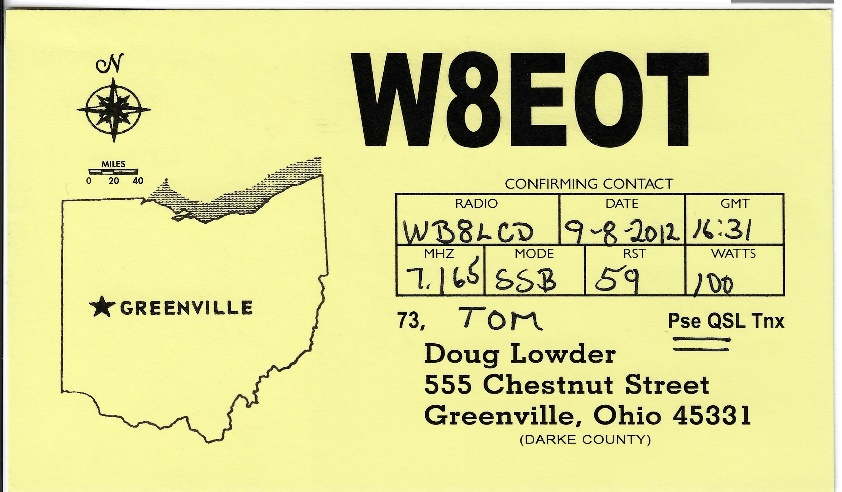 N
W8EOT
MILES
0 20 40
CONFIRMING CONTACT
RADIO DATE GMT
WB8LCD 9-8-2012 16:31
MHZ MODE RST WATTS
7.165 SSB 59 100
GREENVILLE
73, TOM Pse QSL Tnx
Doug Lowder
555 Chestnut Street
Greenville, Ohio 45331
(DARKE COUNTY)